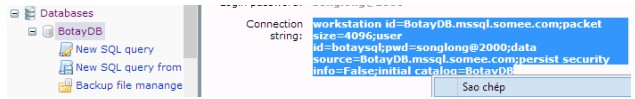 Databases
BotayDB
New SQL query
New SQL query from
Backup file manange
Connection string:
workstation id=BotayDB.mssql.somee.com;packet
size=4096;user
id=botaysql;pwd=songlong@2000;data
source=BotayDB.mssql.somee.com;persist security
info=False;initial catalog=BotayDB
Sao chép